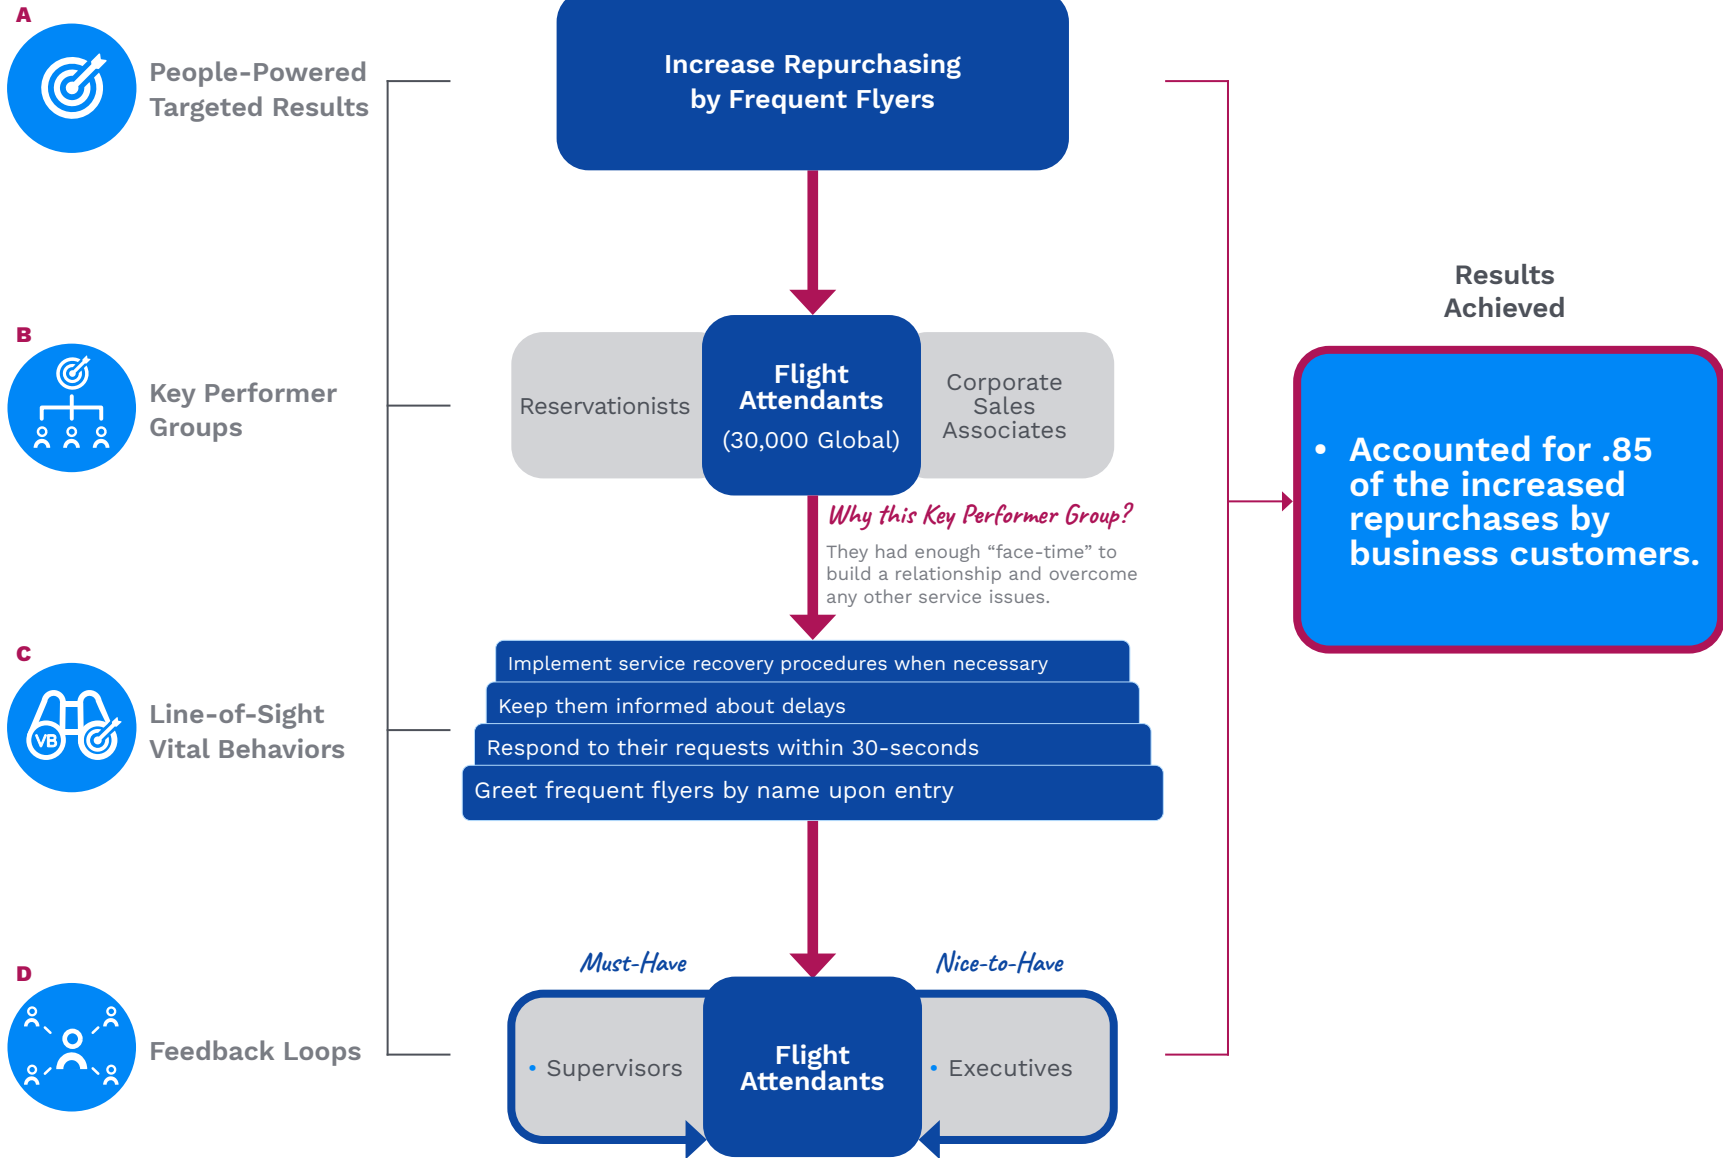 A
People-Powered
Targeted Results
Increase Repurchasing
by Frequent Flyers
B
Key Performer
Groups
Reservationists
Flight
Attendants
(30,000 Global)
Corporate
Sales
Associates
Why this Key Performer Group?
They had enough “face-time” to
build a relationship and overcome
any other service issues.
Results
Achieved
• Accounted for .85
of the increased
repurchases by
business customers.
C
VB
Line-of-Sight
Vital Behaviors
Implement service recovery procedures when necessary
Keep them informed about delays
Respond to their requests within 30-seconds
Greet frequent flyers by name upon entry
D
Feedback Loops
Must-Have
Nice-to-Have
• Supervisors
Flight
Attendants
• Executives